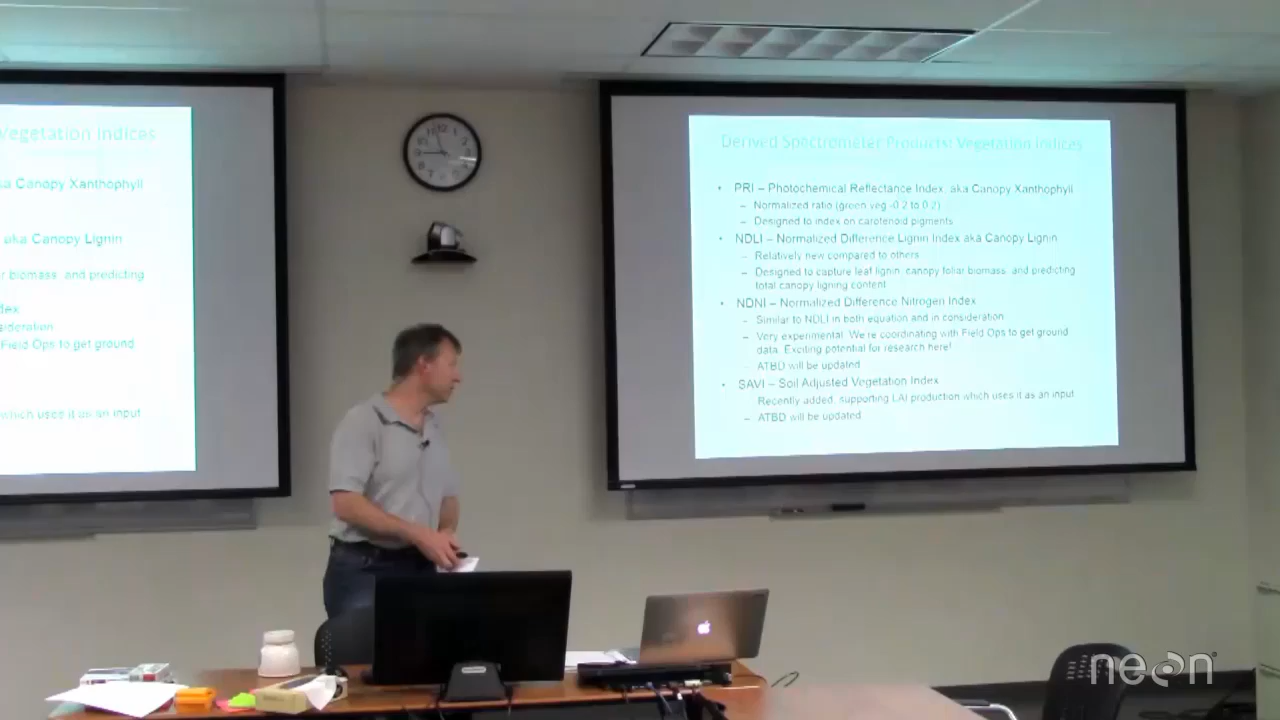 Vegetation Indices
ka Canopy Xanthophyll
aka Canopy Lignin
r biomass, and predicting
dex
sideration
Field Ops to get ground
which uses it as an input
Derived Spectrometer Products: Vegetation Indices
• PRI – Photochemical Reflectance Index, aka Canopy Xanthophyll
– Normalized ratio (green veg -0.2 to 0.2)
– Designed to index on carotenoid pigments
• NDLI – Normalized Difference Lignin Index aka Canopy Lignin
– Relatively new compared to others
– Designed to capture leaf lignin, canopy foliar biomass, and predicting
total canopy ligning content
• NDNI – Normalized Difference Nitrogen Index
– Similar to NDLI in both equation and in consideration
– Very experimental. We're coordinating with Field Ops to get ground
data. Exciting potential for research here!
– ATBD will be updated
• SAVI – Soil Adjusted Vegetation Index
Recently added, supporting LAI production which uses it as an input
– ATBD will be updated
neon